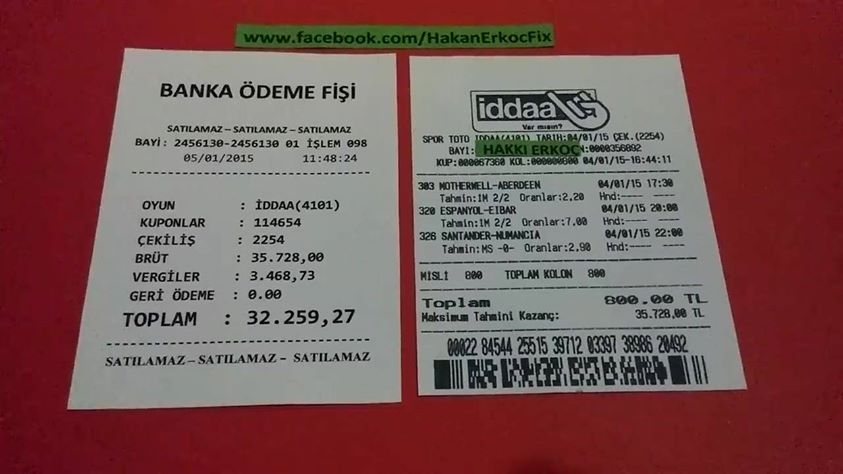 www.facebook.com/HakanErkocFix
BANKA ÖDEME FİŞİ
SATILAMAZ – SATILAMAZ – SATILAMAZ
BAYİ: 2456130-2456130 01 İŞLEM 098
05/01/2015 11:48:24
OYUN : İDDAA(4101)
KUPONLAR : 114654
ÇEKİLİŞ : 2254
BRÜT : 35.728,00
VERGİLER : 3.468,73
GERİ ÖDEME : 0.00
TOPLAM : 32.259,27
SATILAMAZ – SATILAMAZ - SATILAMAZ
iddaa
Var mısın?
SPOR TOTO İDDAA(4101) TARİH:04/01/15 ÇEK.(2254)
BAYI: HAKKI ERKOÇ :0000356892
KUP:000067360 KOL:000000800 04/01/15-16:44:11
303 MOTHERWELL-ABERDEEN 04/01/15 17:30
Tahmin:1M 2/2 Oranlar:2,20 Hnd:---- ----
320 ESPANYOL-EIBAR 04/01/15 20:00
Tahmin:1M 2/2 Oranlar:7.00 Hnd:---- ----
326 SANTANDER-NUMANCIA 04/01/15 22:00
Tahmin:MS -0- Oranlar:2.90 Hnd:---- ----
MISLI 800 TOPLAM KOLON 800
Toplam 800.00 TL
Maksimum Tahmini Kazanç: 35.728,00 TL
00022 84544 25515 39712 03397 38986 20492